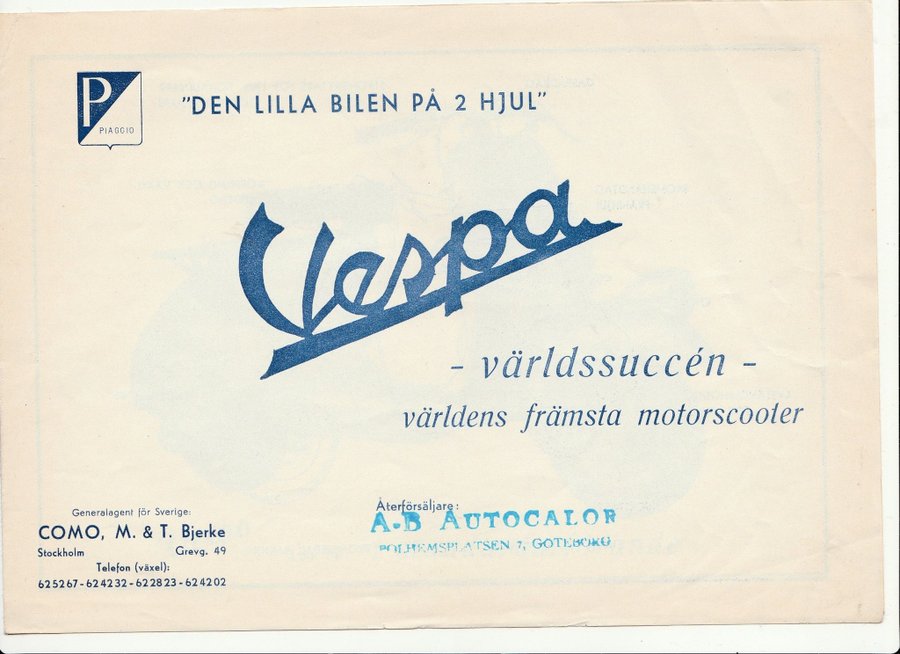 P
PIAGGIO
"DEN LILLA BILEN PÅ 2 HJUL"
Vespa
- världssuccén -
världens främsta motorscooter
Generalagent för Sverige:
COMO, M. & T. Bjerke
Stockholm Grevg. 49
Telefon (växel):
625267-624232-622823-624202
Återförsäljare:
A.-B AUTOCALOR
POLHEMSPLATSEN 7, GÖTEBORG